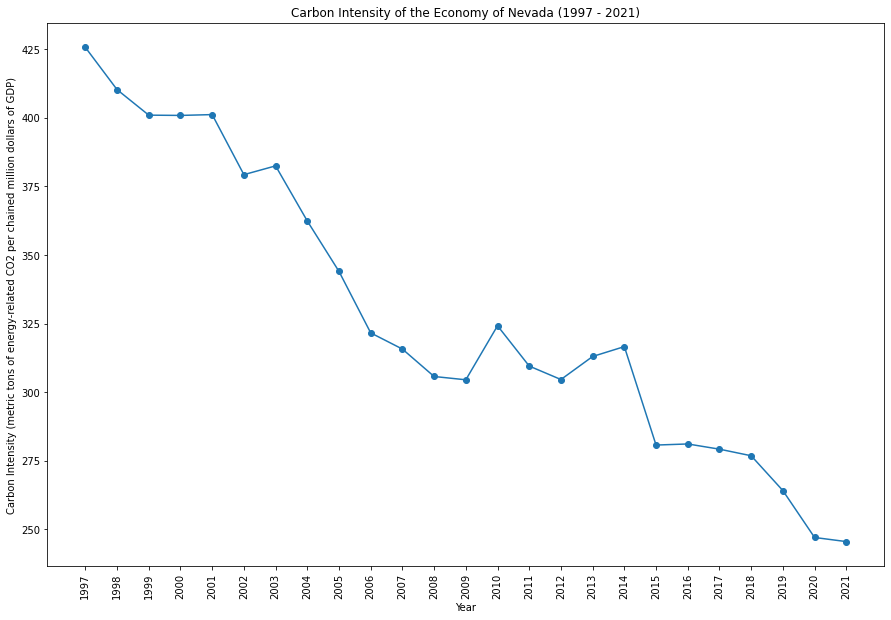 Carbon Intensity of the Economy of Nevada (1997 - 2021)
Carbon Intensity (metric tons of energy-related CO2 per chained million dollars of GDP)
425
400
375
350
325
300
275
250
1997 1998 1999 2000 2001 2002 2003 2004 2005 2006 2007 2008 2009 2010 2011 2012 2013 2014 2015 2016 2017 2018 2019 2020 2021
Year